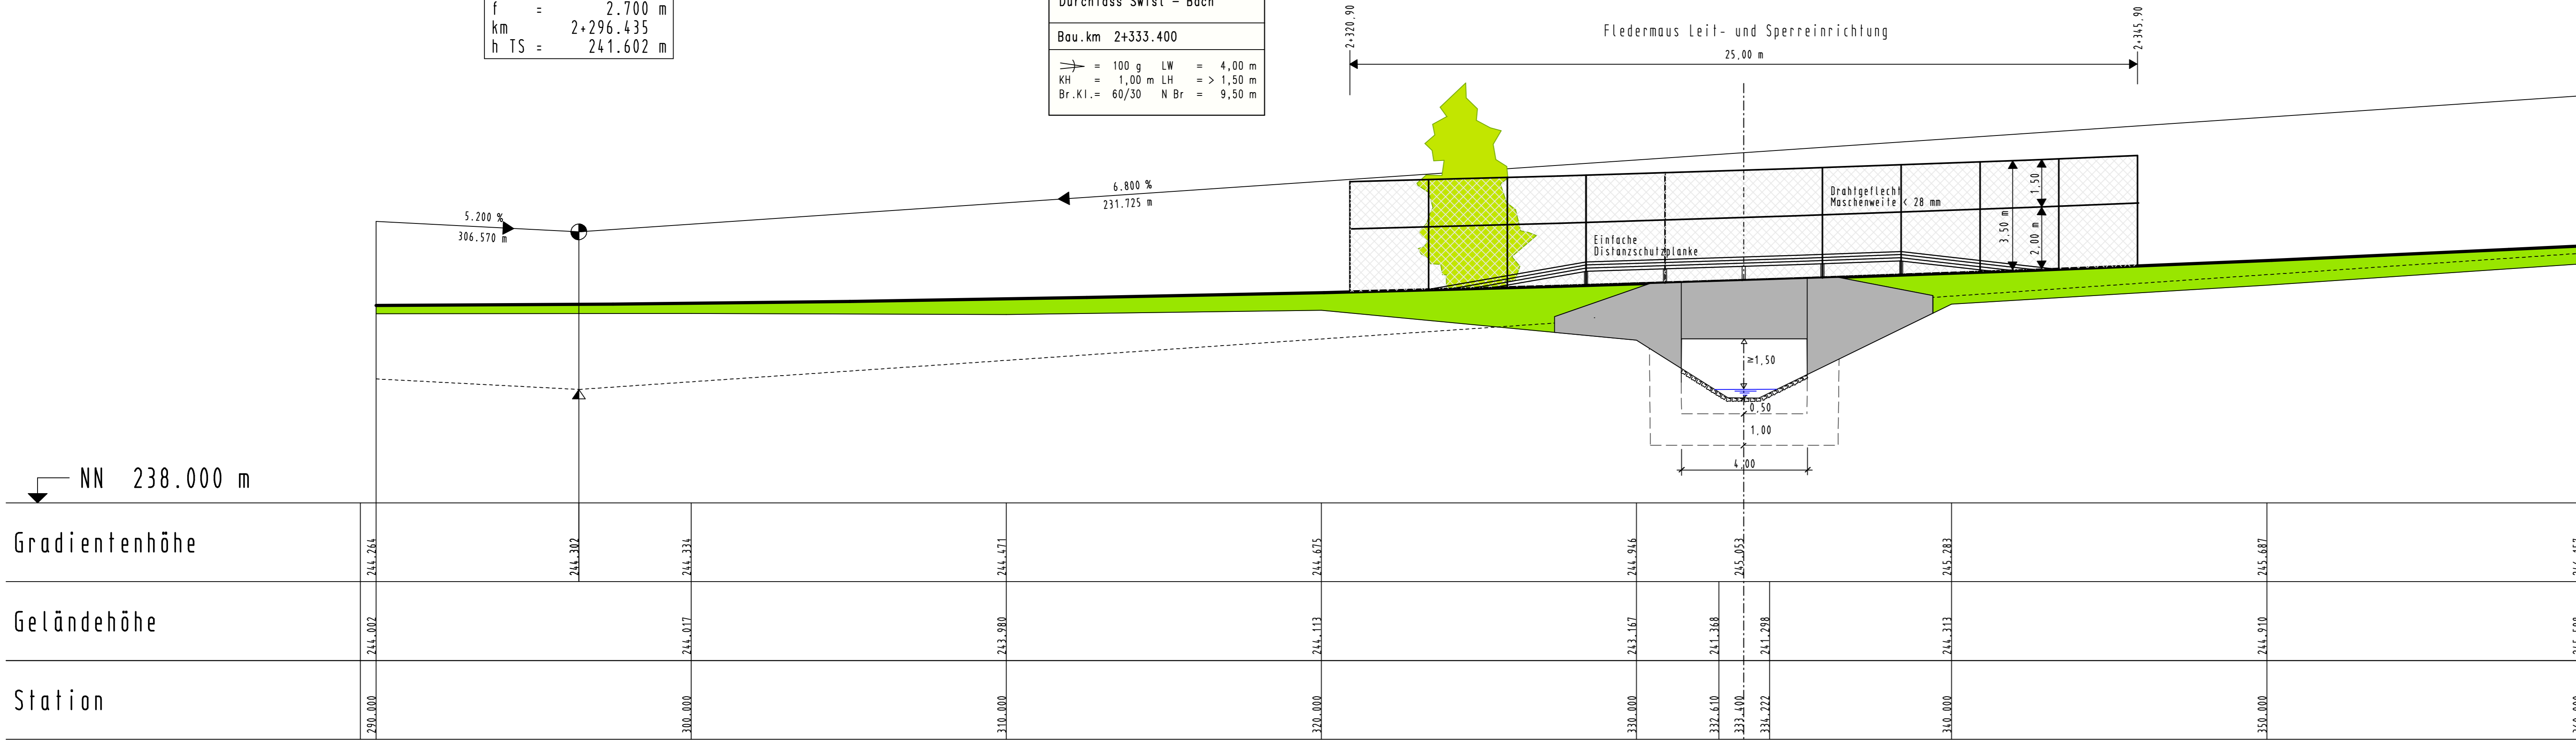 f = 2.700 m
km 2+296.435
h TS = 241.602 m
Durchlass Swist - Bach
Bau.km 2+333.400
= 100 g LW = 4,00 m
KH = 1,00 m LH = > 1,50 m
Br.Kl.= 60/30 N Br = 9,50 m
2+320.90
Fledermaus Leit- und Sperreinrichtung
25,00 m
2+345.90
5.200 %
306.570 m
6.800 %
231.725 m
Drahtgeflecht
Maschenweite < 28 mm
Einfache
Distanzschutzplanke
3,50 m
1,50
2,00 m
≥1,50
0,50
1,00
4,00
NN 238.000 m
Gradientenhöhe
244.264
244.302
244.334
244.471
244.675
244.946
245.053
245.283
245.687
Geländehöhe
244.002
244.017
243.980
244.113
243.167
241.368
241.298
244.313
244.910
Station
290.000
300.000
310.000
320.000
330.000
332.610
333.400
334.222
340.000
350.000